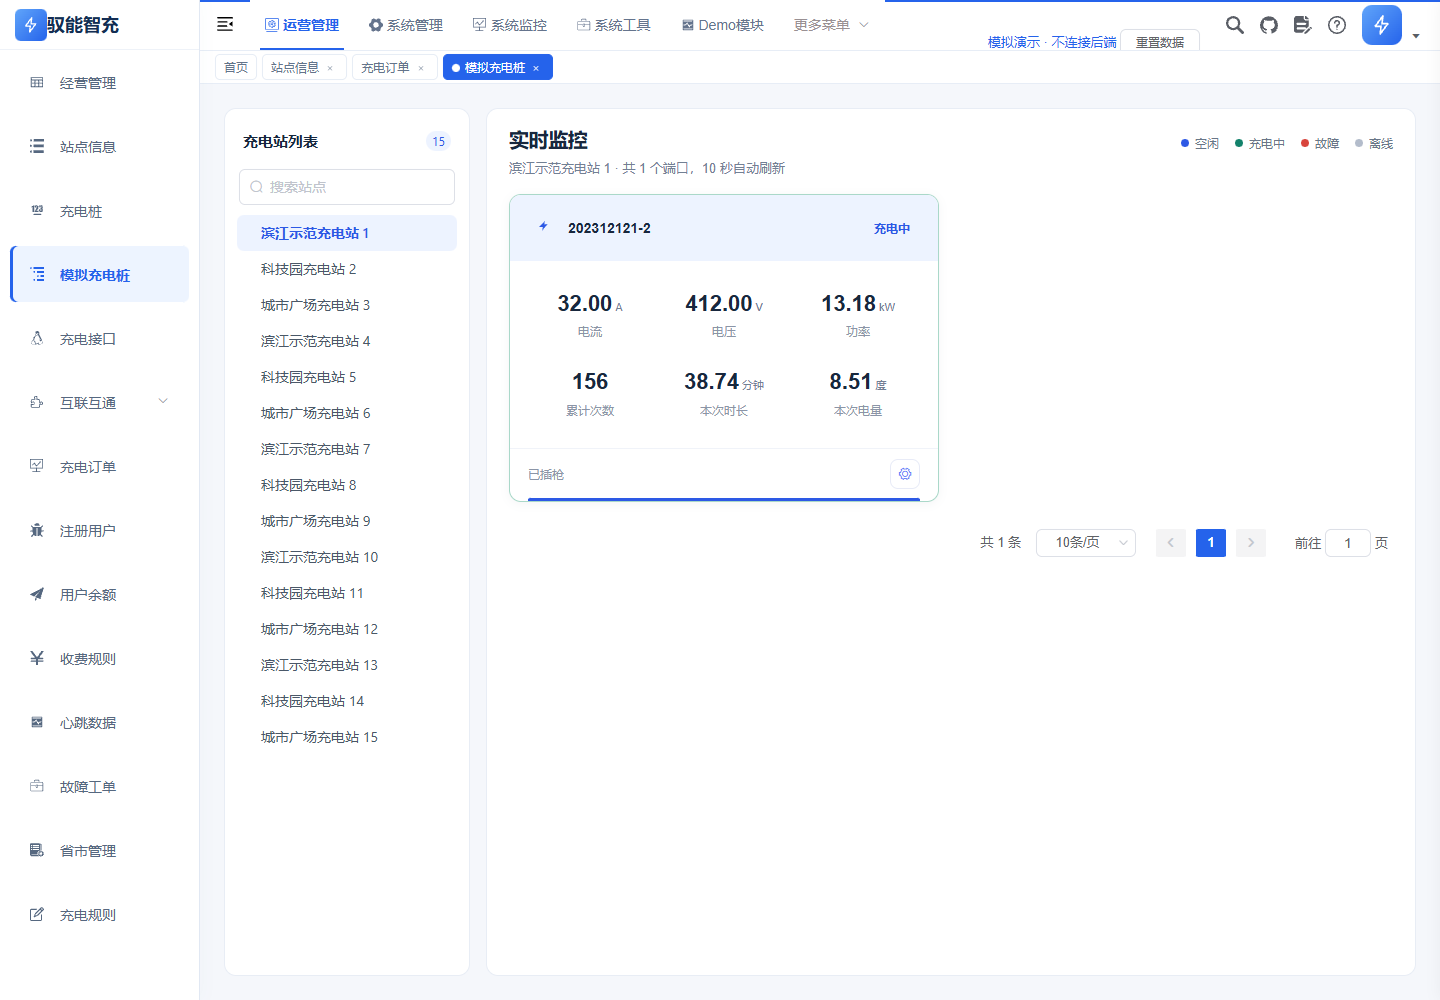 驭能智充
经营管理
站点信息
充电桩
模拟充电桩
充电接口
互联互通
充电订单
注册用户
用户余额
收费规则
心跳数据
故障工单
省市管理
充电规则
运营管理 系统管理 系统监控 系统工具 Demo模块 更多菜单
模拟演示 · 不连接后端 重置数据
首页 站点信息 × 充电订单 × 模拟充电桩 ×
充电站列表 15
搜索站点
滨江示范充电站 1
科技园充电站 2
城市广场充电站 3
滨江示范充电站 4
科技园充电站 5
城市广场充电站 6
滨江示范充电站 7
科技园充电站 8
城市广场充电站 9
滨江示范充电站 10
科技园充电站 11
城市广场充电站 12
滨江示范充电站 13
科技园充电站 14
城市广场充电站 15
实时监控
空闲 充电中 故障 离线
滨江示范充电站 1 · 共 1 个端口，10 秒自动刷新
202312121-2 充电中
32.00 A 412.00 V 13.18 kW
电流 电压 功率
156 38.74 分钟 8.51 度
累计次数 本次时长 本次电量
已插枪
共 1 条 10条/页 1 前往 1 页